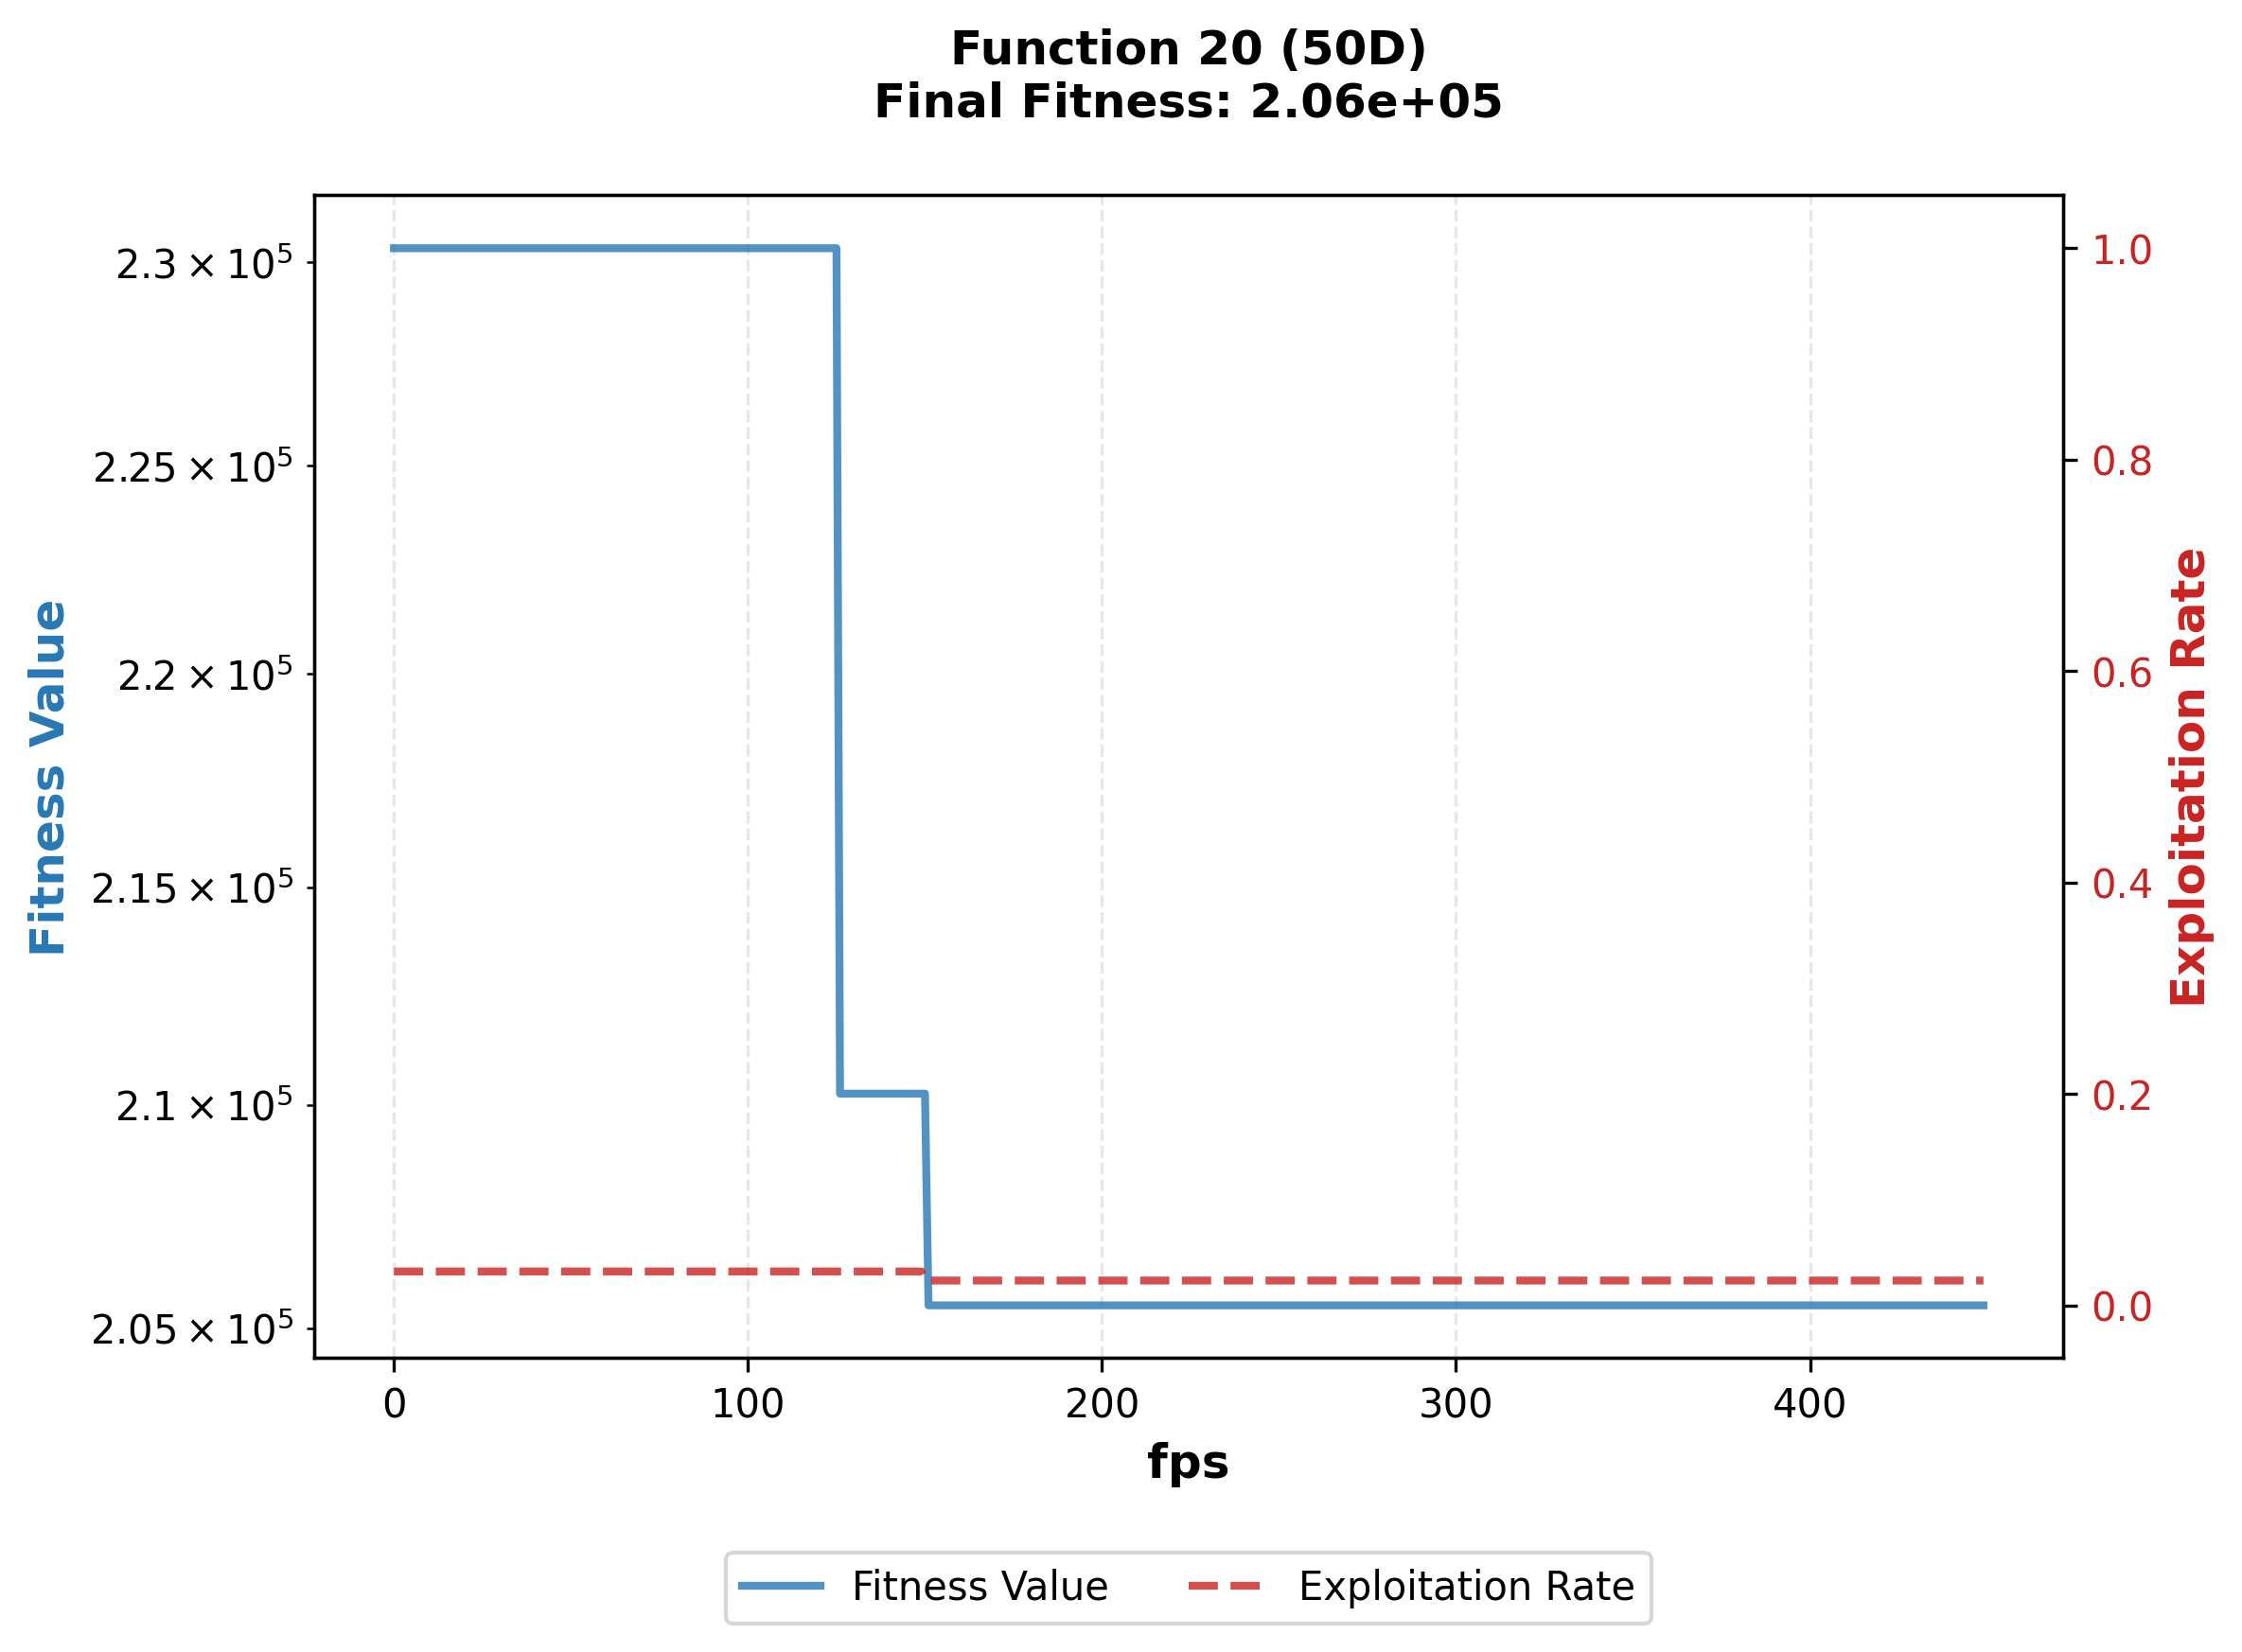 Function 20 (50D)
Final Fitness: 2.06e+05
Fitness Value
2.3 × 10⁵
2.25 × 10⁵
2.2 × 10⁵
2.15 × 10⁵
2.1 × 10⁵
2.05 × 10⁵
1.0
0.8
0.6
0.4
0.2
0.0
Exploitation Rate
0 100 200 300 400
fps
Fitness Value Exploitation Rate